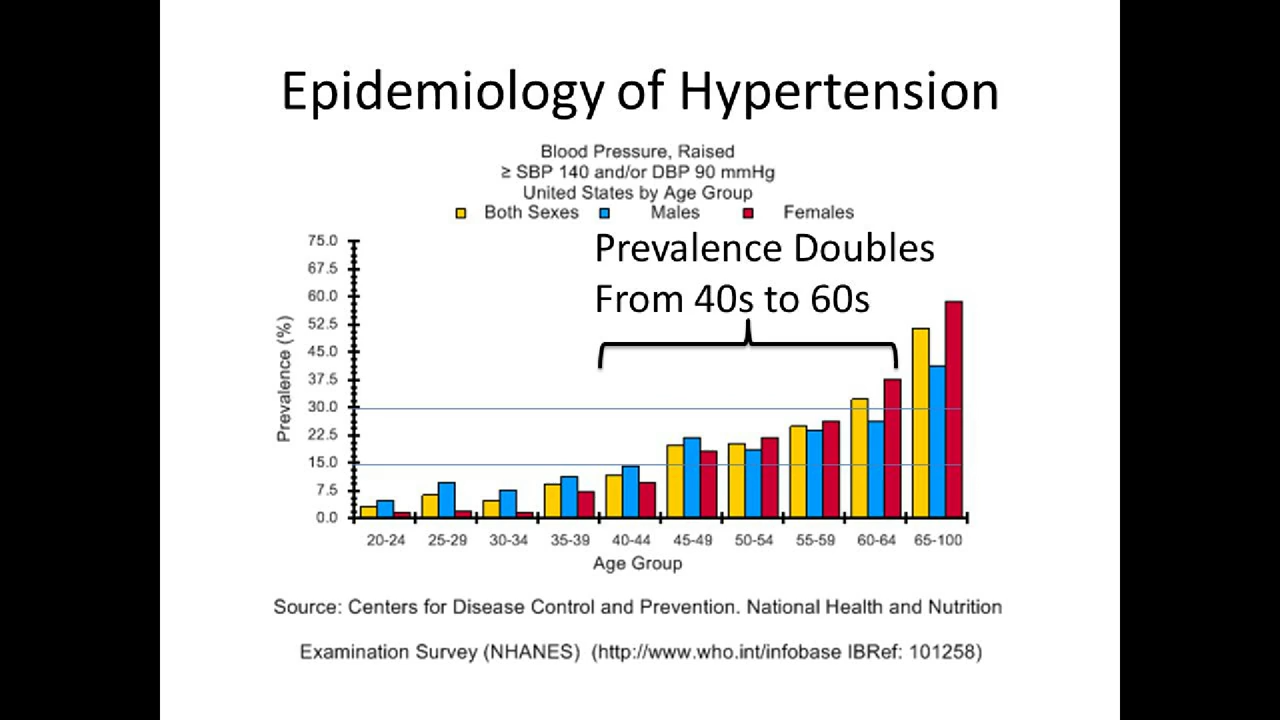 Epidemiology of Hypertension
Blood Pressure, Raised
≥ SBP 140 and/or DBP 90 mmHg
United States by Age Group
Both Sexes Males Females
Prevalence Doubles
From 40s to 60s
75.0
67.5
60.0
52.5
45.0
37.5
30.0
22.5
15.0
7.5
0.0
Prevalence (%)
20-24 25-29 30-34 35-39 40-44 45-49 50-54 55-59 60-64 65-100
Age Group
Source: Centers for Disease Control and Prevention. National Health and Nutrition
Examination Survey (NHANES) (http://www.who.int/infobase IBRef: 101258)